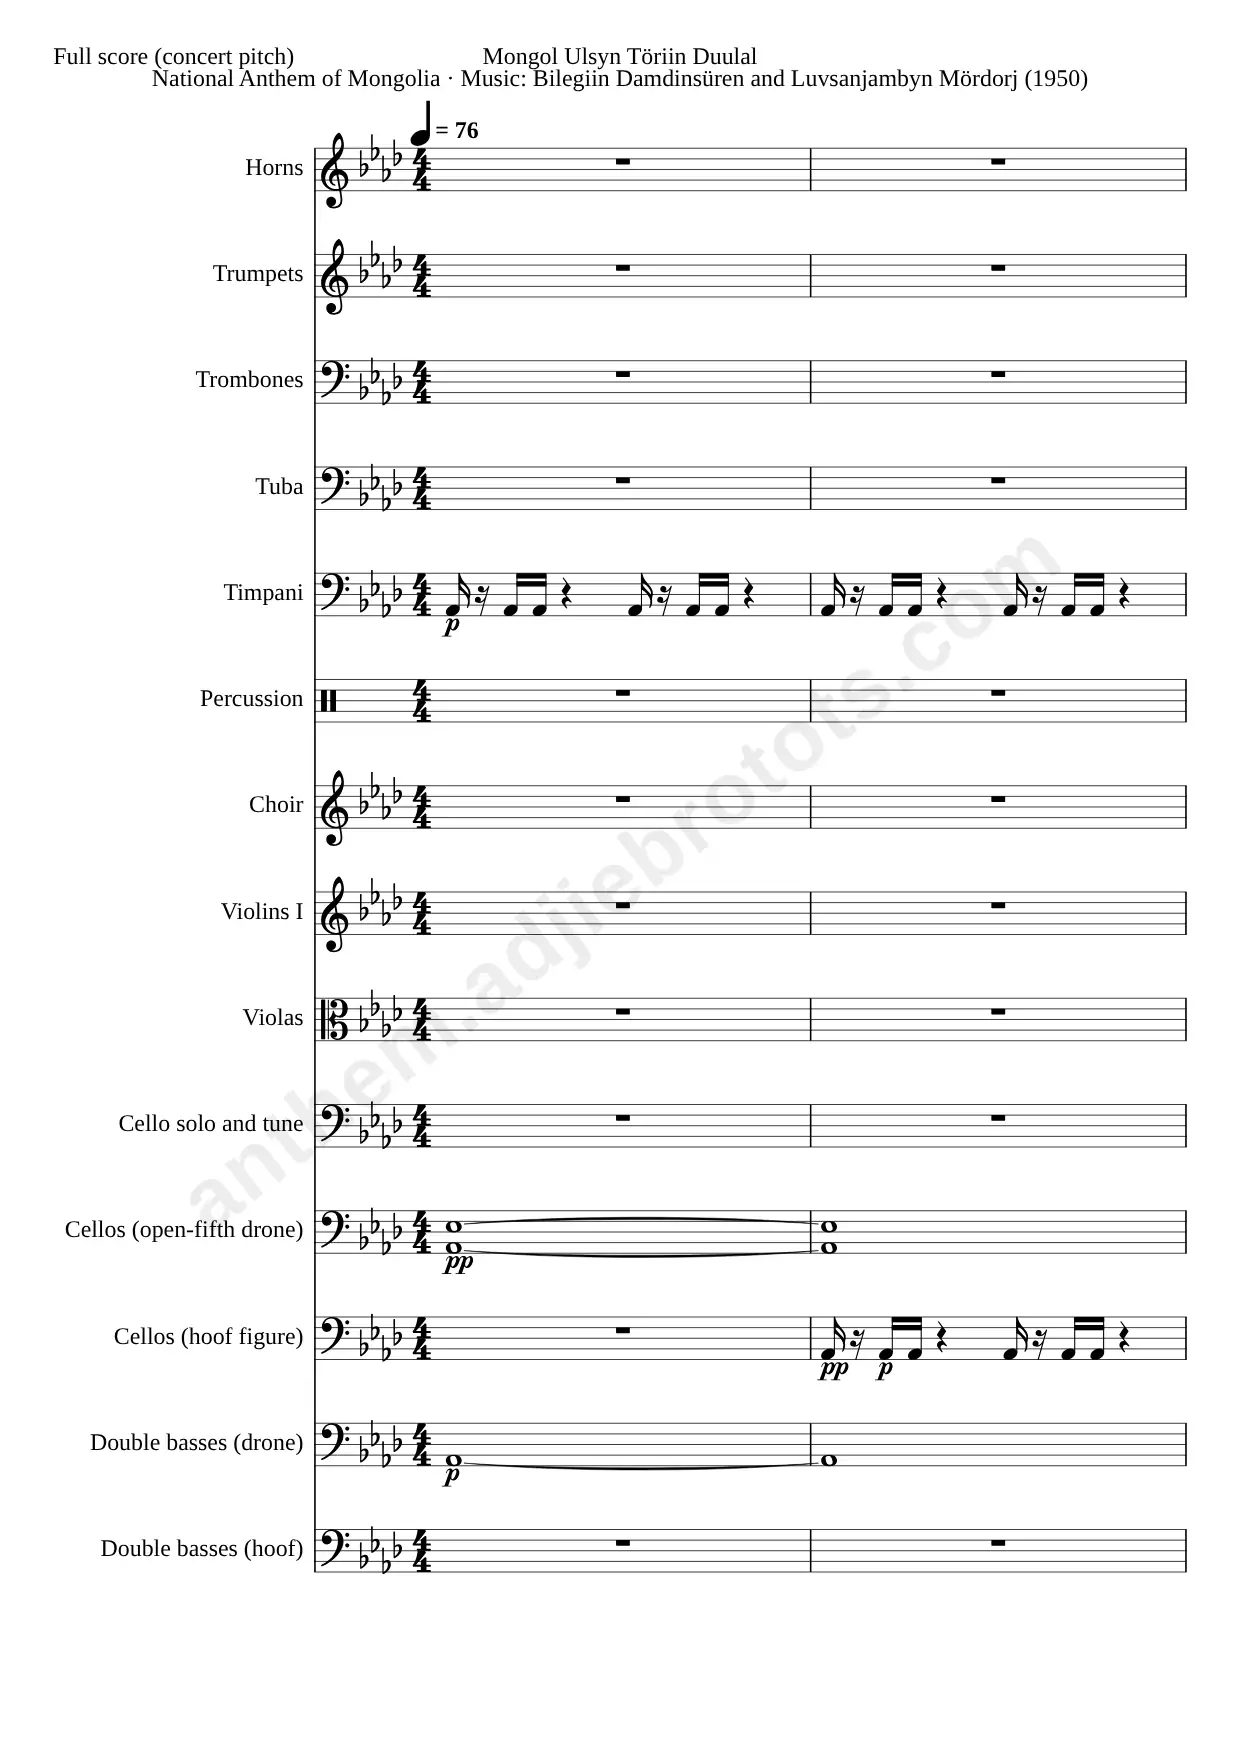 Full score (concert pitch)
Mongol Ulsyn Töriin Duulal
National Anthem of Mongolia · Music: Bilegiin Damdinsüren and Luvsanjambyn Mördorj (1950)
= 76
Horns
Trumpets
Trombones
Tuba
Timpani
p
Percussion
Choir
Violins I
Violas
Cello solo and tune
Cellos (open-fifth drone)
pp
Cellos (hoof figure)
pp p
Double basses (drone)
p
Double basses (hoof)
anthem.adjiebrotots.com